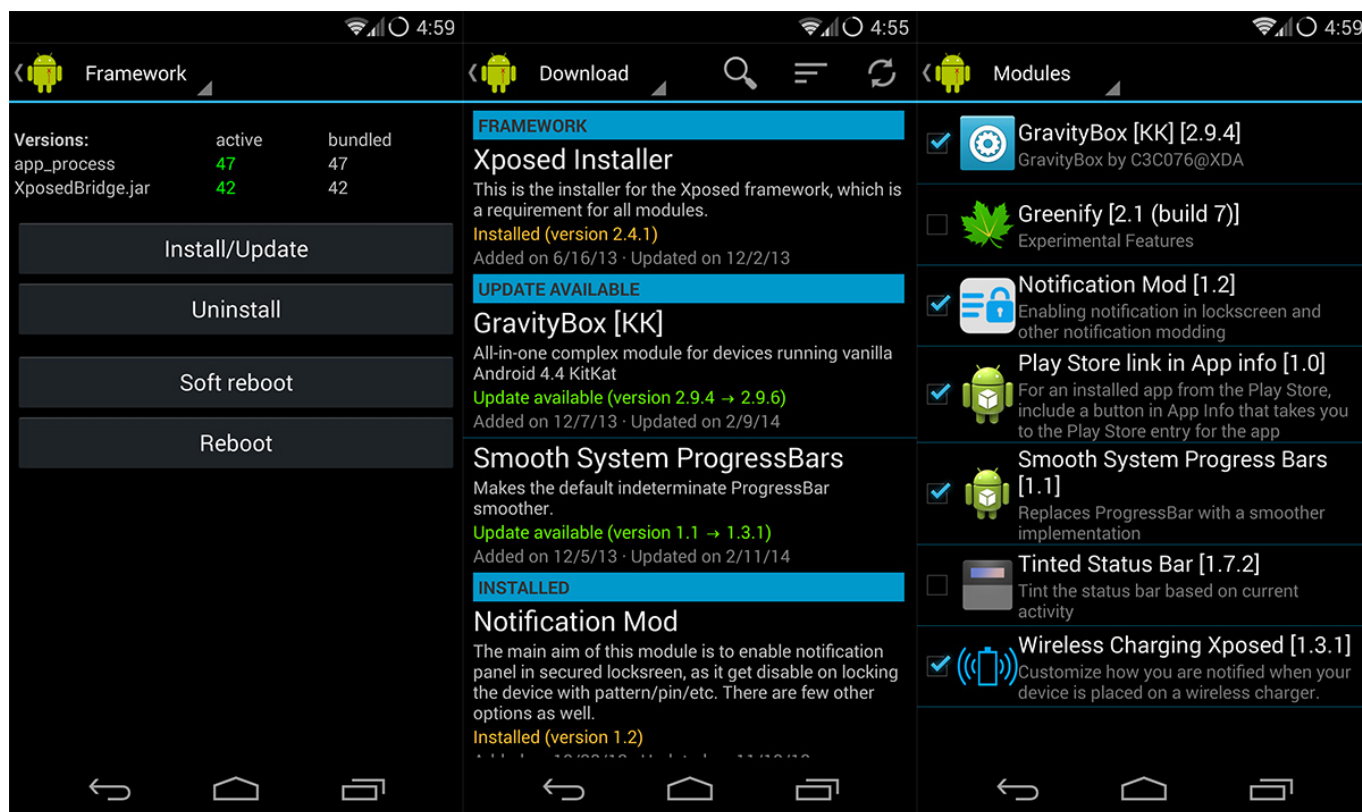 4:59
Framework
Versions: active bundled
app_process 47 47
XposedBridge.jar 42 42
Install/Update
Uninstall
Soft reboot
Reboot
4:55
Download
FRAMEWORK
Xposed Installer
This is the installer for the Xposed framework, which is
a requirement for all modules.
Installed (version 2.4.1)
Added on 6/16/13 · Updated on 12/2/13
UPDATE AVAILABLE
GravityBox [KK]
All-in-one complex module for devices running vanilla
Android 4.4 KitKat
Update available (version 2.9.4 → 2.9.6)
Added on 12/7/13 · Updated on 2/9/14
Smooth System ProgressBars
Makes the default indeterminate ProgressBar
smoother.
Update available (version 1.1 → 1.3.1)
Added on 12/5/13 · Updated on 2/11/14
INSTALLED
Notification Mod
The main aim of this module is to enable notification
panel in secured locksreen, as it get disable on locking
the device with pattern/pin/etc. There are few other
options as well.
Installed (version 1.2)
4:59
Modules
GravityBox [KK] [2.9.4]
GravityBox by C3C076@XDA
Greenify [2.1 (build 7)]
Experimental Features
Notification Mod [1.2]
Enabling notification in lockscreen and
other notification modding
Play Store link in App info [1.0]
For an installed app from the Play Store,
include a button in App Info that takes you
to the Play Store entry for the app
Smooth System Progress Bars
[1.1]
Replaces ProgressBar with a smoother
implementation
Tinted Status Bar [1.7.2]
Tint the status bar based on current
activity
Wireless Charging Xposed [1.3.1]
Customize how you are notified when your
device is placed on a wireless charger.